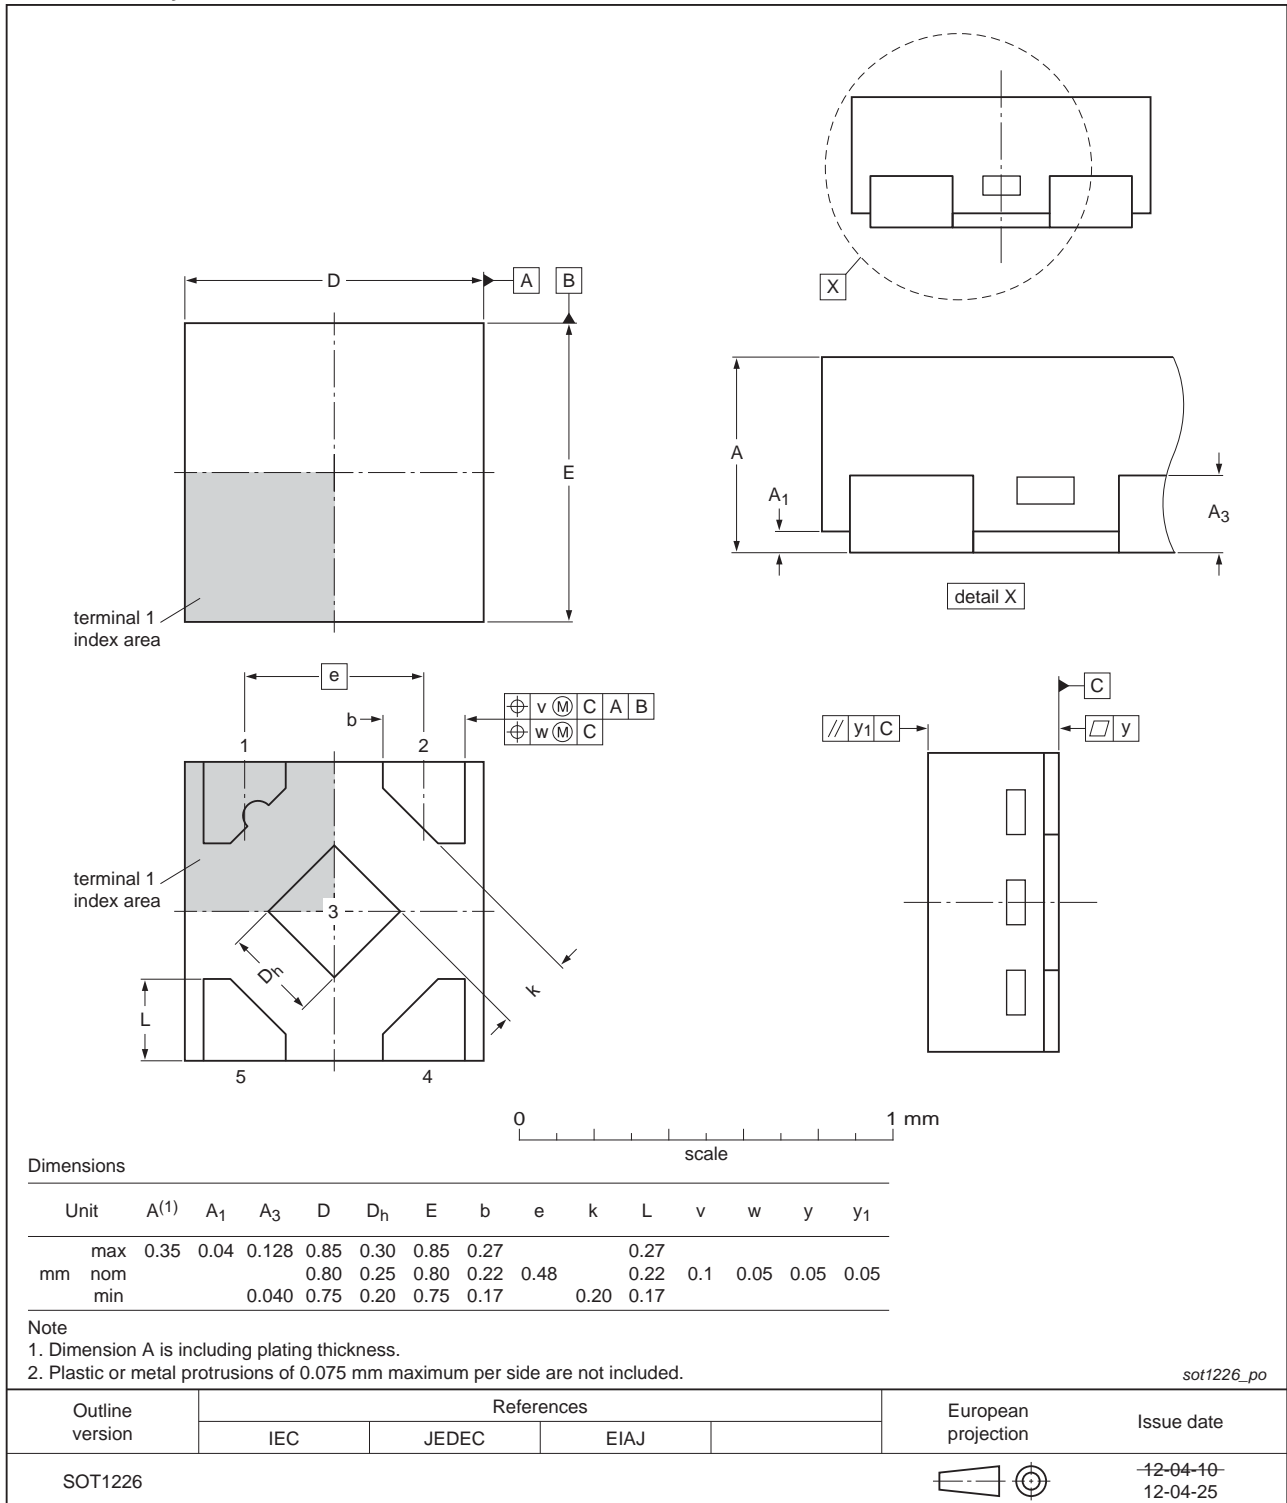 X
D
A
B
E
terminal 1
index area
A
A1
A3
detail X
e
b
v M C A B
w M C
1
2
terminal 1
index area
3
Dh
k
L
5
4
C
// y1 C
y
0
1 mm
scale
Dimensions
Unit A(1) A1 A3 D Dh E b e k L v w y y1
mm
max 0.35 0.04 0.128 0.85 0.30 0.85 0.27 0.27
nom 0.80 0.25 0.80 0.22 0.48 0.22 0.1 0.05 0.05 0.05
min 0.040 0.75 0.20 0.75 0.17 0.20 0.17
Note
1. Dimension A is including plating thickness.
2. Plastic or metal protrusions of 0.075 mm maximum per side are not included.
sot1226_po
Outline
version
References
IEC
JEDEC
EIAJ
European
projection
Issue date
SOT1226
12-04-10
12-04-25